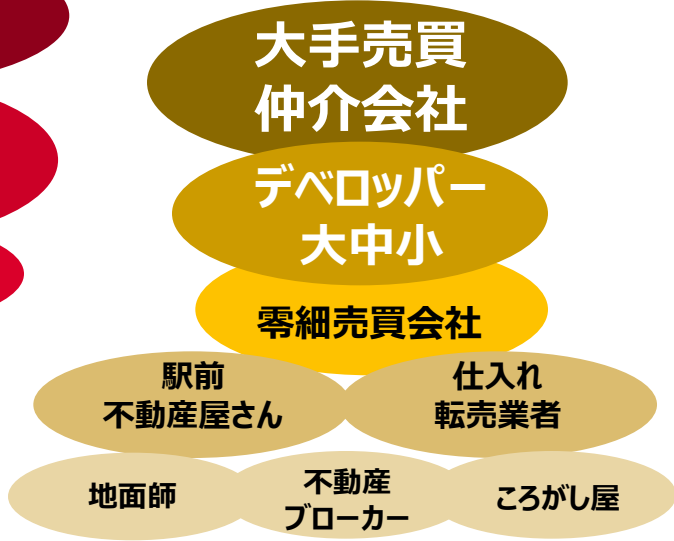 大手売買
仲介会社
デベロッパー
大中小
零細売買会社
駅前
不動産屋さん
仕入れ
転売業者
地面師
不動産
ブローカー
ころがし屋